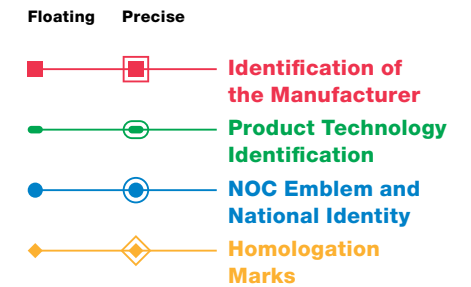 Floating Precise
Identification of
the Manufacturer
Product Technology
Identification
NOC Emblem and
National Identity
Homologation
Marks